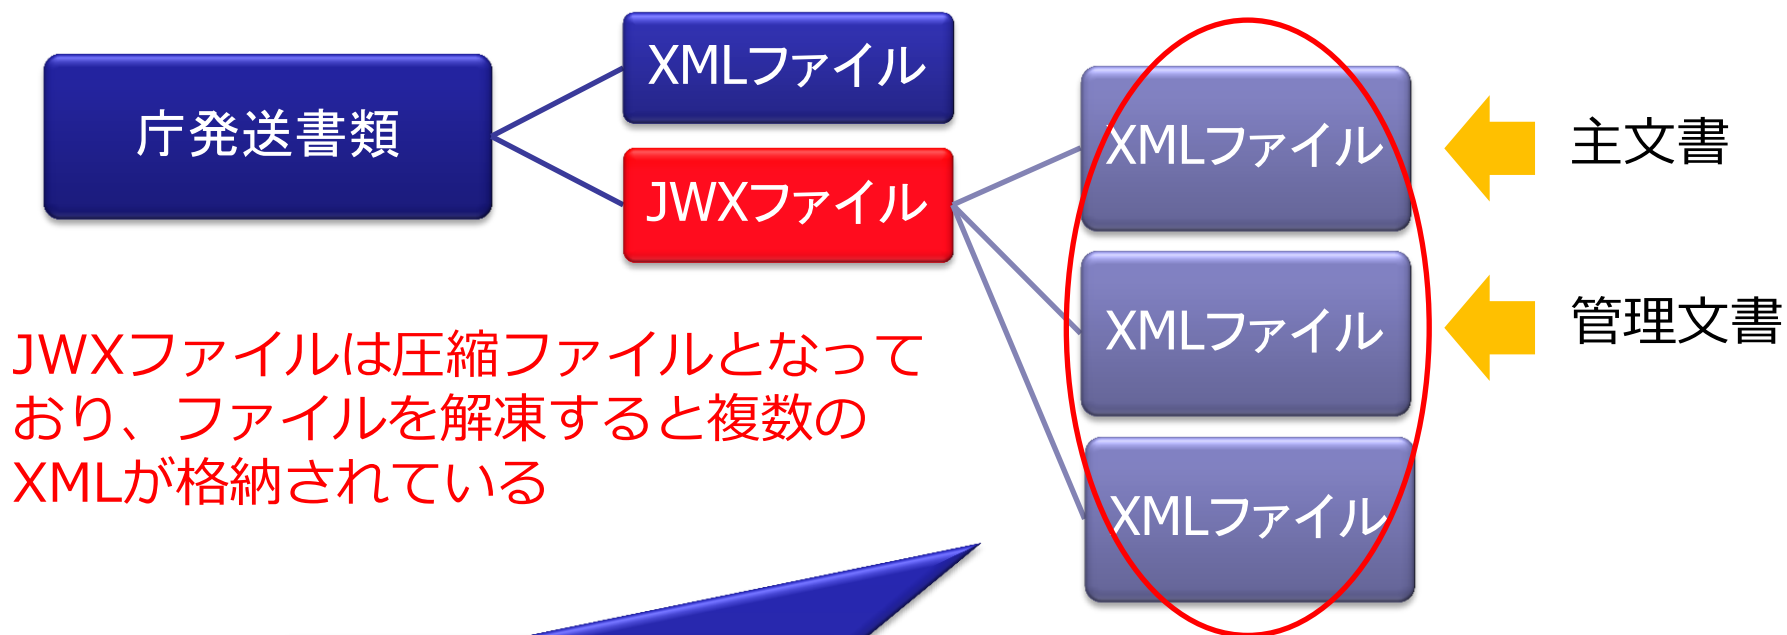 庁発送書類
XMLファイル
JWXファイル
XMLファイル
主文書
XMLファイル
管理文書
XMLファイル
JWXファイルは圧縮ファイルとなって
おり、ファイルを解凍すると複数の
XMLが格納されている